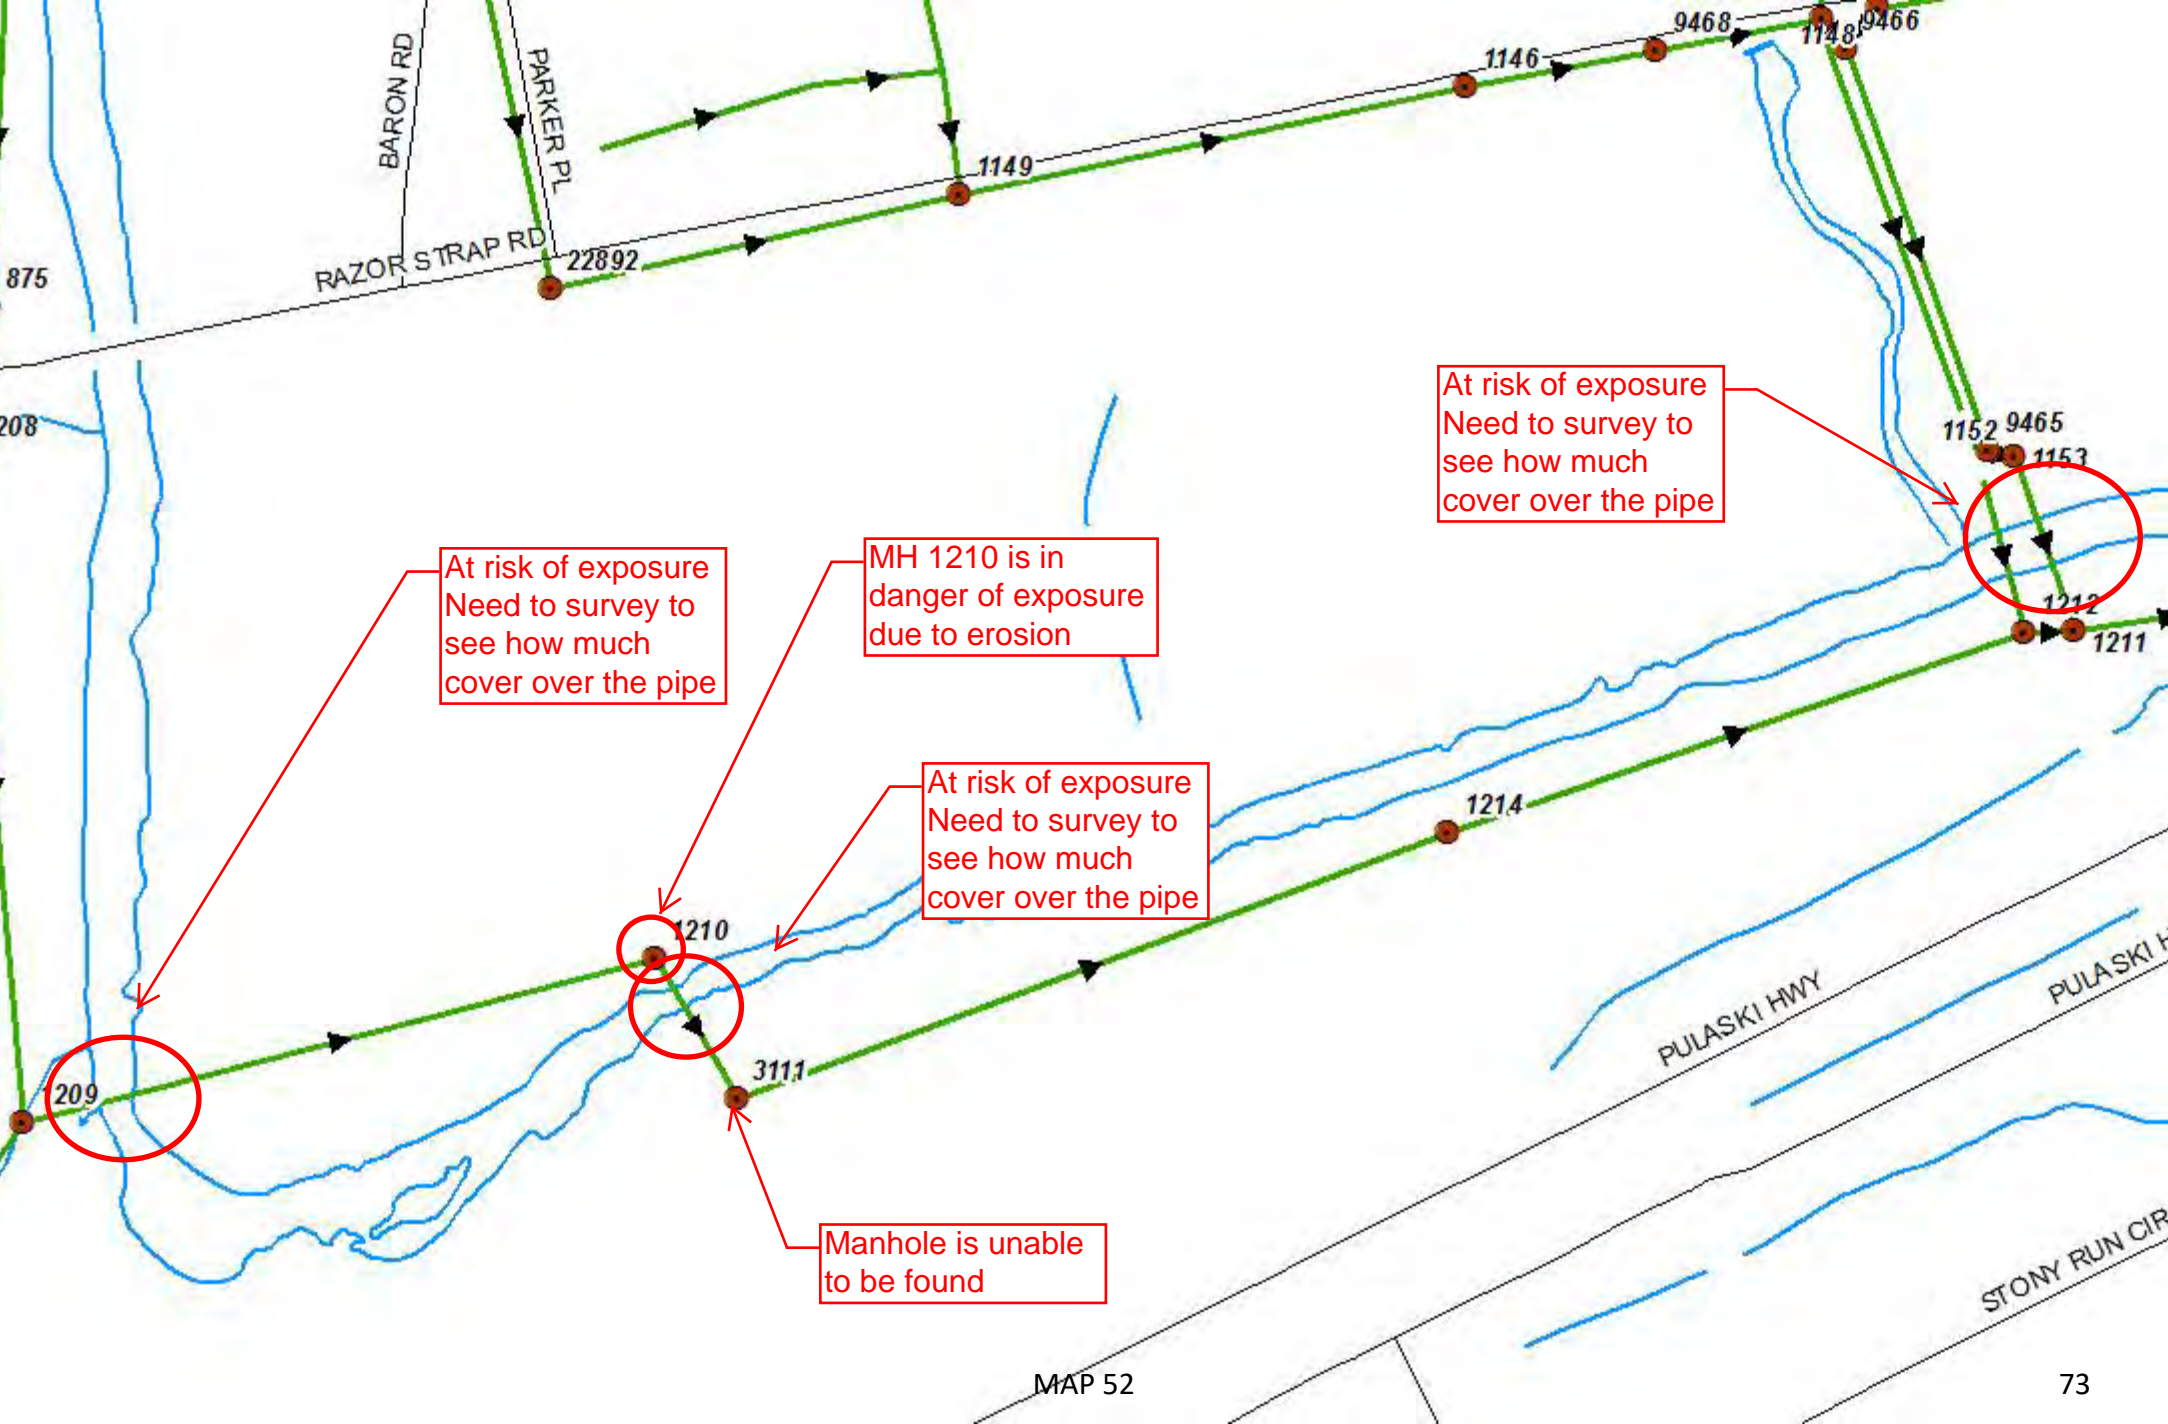 9468
9466
1148
1146
BARON RD
PARKER PL
1149
RAZOR STRAP RD
22892
875
208
At risk of exposure
Need to survey to
see how much
cover over the pipe
1152
9465
1153
At risk of exposure
Need to survey to
see how much
cover over the pipe
MH 1210 is in
danger of exposure
due to erosion
1212
1211
At risk of exposure
Need to survey to
see how much
cover over the pipe
1214
1210
PULASKI HWY
PULASKI H
3111
209
Manhole is unable
to be found
STONY RUN CIR
MAP 52
73